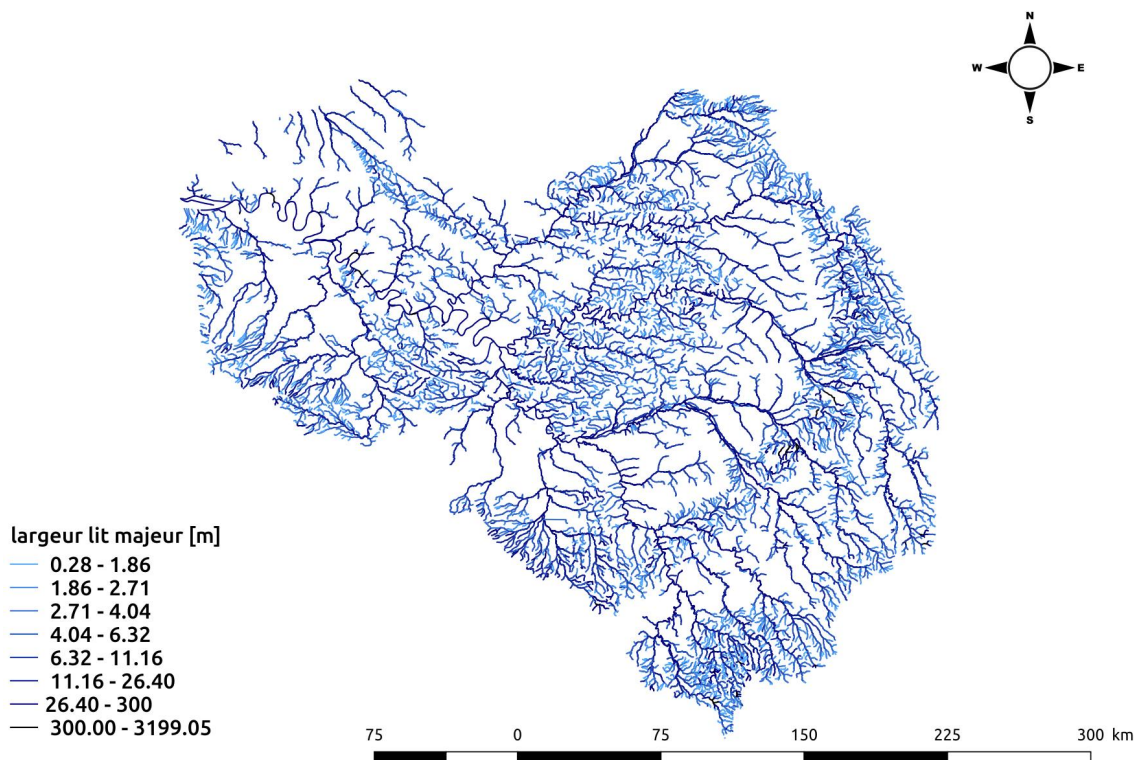 N
W E
S
largeur lit majeur [m]
0.28 - 1.86
1.86 - 2.71
2.71 - 4.04
4.04 - 6.32
6.32 - 11.16
11.16 - 26.40
26.40 - 300
300.00 - 3199.05
75 0 75 150 225 300 km